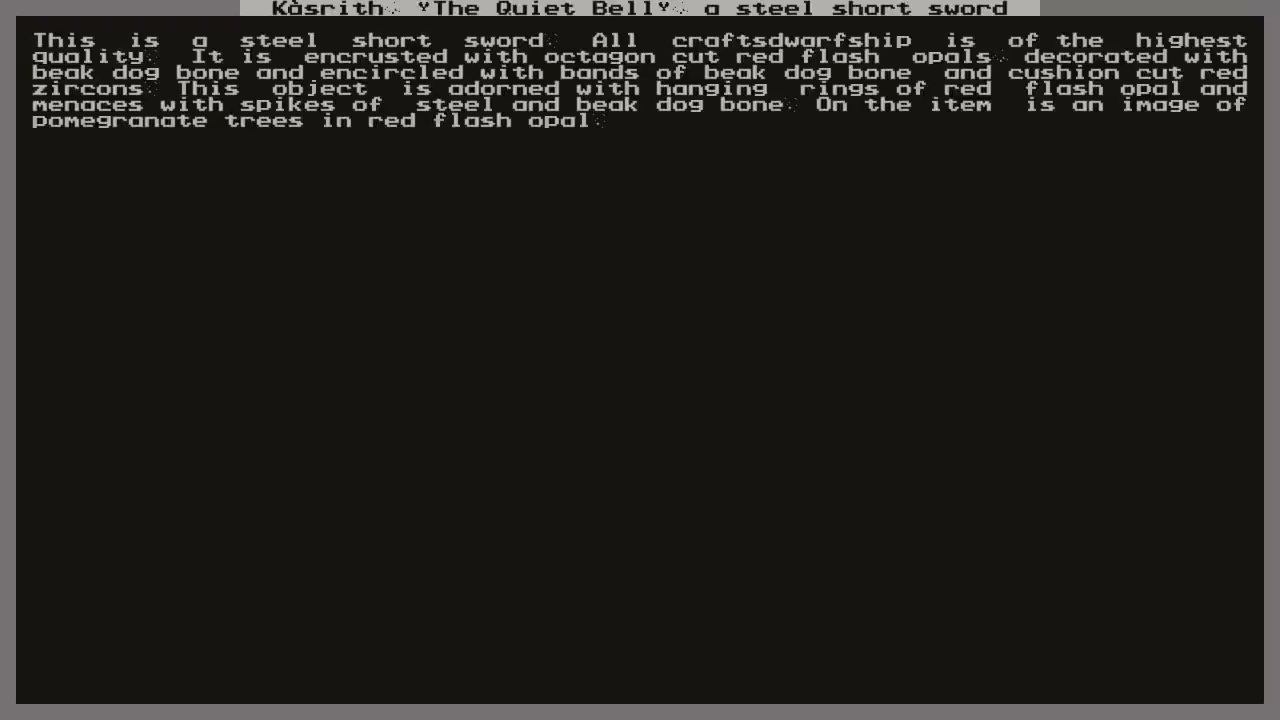 Kàsrith, "The Quiet Bell", a steel short sword
This is a steel short sword. All craftsdwarfship is of the highest
quality. It is encrusted with octagon cut red flash opals, decorated with
beak dog bone and encircled with bands of beak dog bone and cushion cut red
zircons. This object is adorned with hanging rings of red flash opal and
menaces with spikes of steel and beak dog bone. On the item is an image of
pomegranate trees in red flash opal.